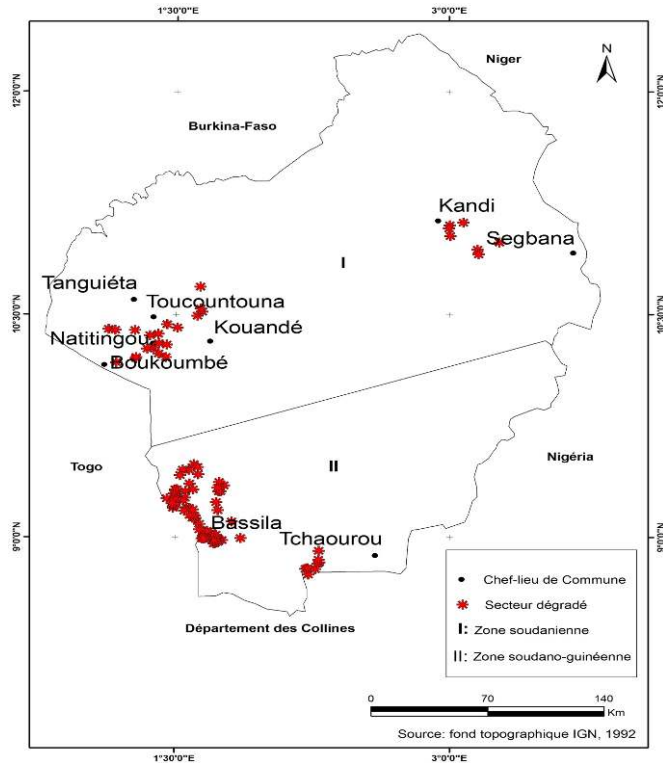 1°30'0"E 3°0'0"E
N
Niger
12°0'0"N 12°0'0"N
Burkina-Faso
Kandi
Segbana
I
Tanguiéta
Toucountouna
10°30'0"N 10°30'0"N
Kouandé
Natitingou
Boukoumbé
Togo
II
Nigéria
Bassila
Tchaourou
9°0'0"N 9°0'0"N
Chef-lieu de Commune
Secteur dégradé
I: Zone soudanienne
II: Zone soudano-guinéenne
Département des Collines
0 70 140
Km
Source: fond topographique IGN, 1992
1°30'0"E 3°0'0"E